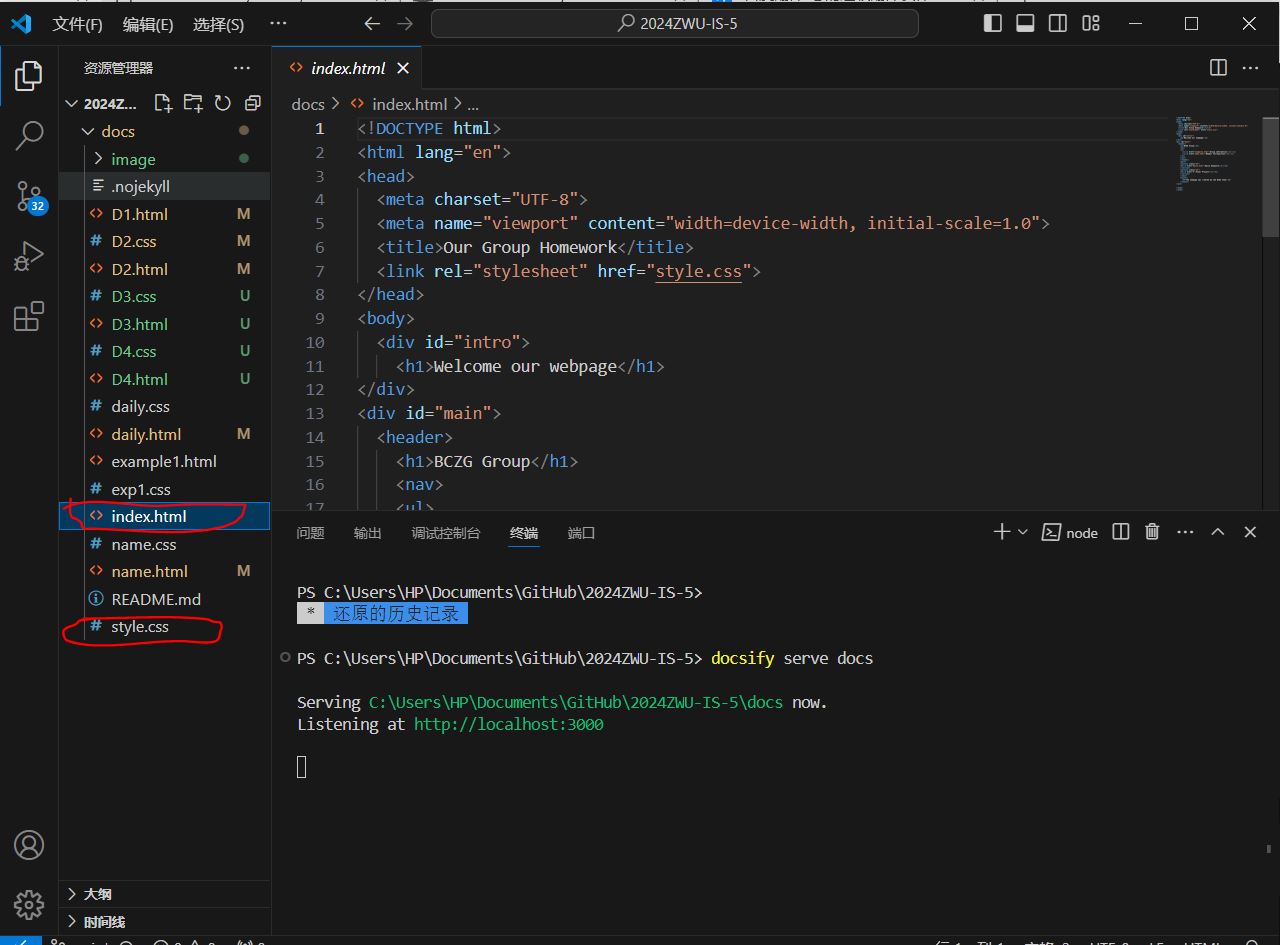 文件(F) 编辑(E) 选择(S) ··· 2024ZWU-IS-5
资源管理器 ···
2024Z...
docs
image
.nojekyll
D1.html M
D2.css M
D2.html M
D3.css U
D3.html U
D4.css U
D4.html U
daily.css
daily.html M
example1.html
exp1.css
index.html
name.css
name.html M
README.md
style.css
大纲
时间线
32
index.html
docs > index.html > ...
1 <!DOCTYPE html>
2 <html lang="en">
3 <head>
4 <meta charset="UTF-8">
5 <meta name="viewport" content="width=device-width, initial-scale=1.0">
6 <title>Our Group Homework</title>
7 <link rel="stylesheet" href="style.css">
8 </head>
9 <body>
10 <div id="intro">
11 <h1>Welcome our webpage</h1>
12 </div>
13 <div id="main">
14 <header>
15 <h1>BCZG Group</h1>
16 <nav>
17 <ul>
问题 输出 调试控制台 终端 端口 node
PS C:\Users\HP\Documents\GitHub\2024ZWU-IS-5>
* 还原的历史记录
PS C:\Users\HP\Documents\GitHub\2024ZWU-IS-5> docsify serve docs
Serving C:\Users\HP\Documents\GitHub\2024ZWU-IS-5\docs now.
Listening at http://localhost:3000